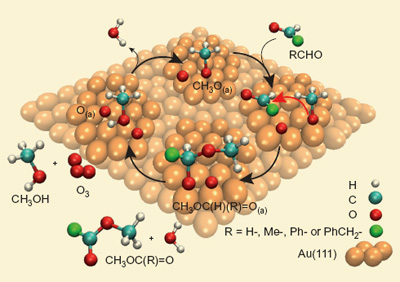 RCHO
CH₃O(a)
O(a)
CH₃OH + O₃
CH₃OC(H)(R)=O(a)
CH₃OC(R)=O
+
H
C
O
R = H-, Me-, Ph- or PhCH₂-
Au(111)